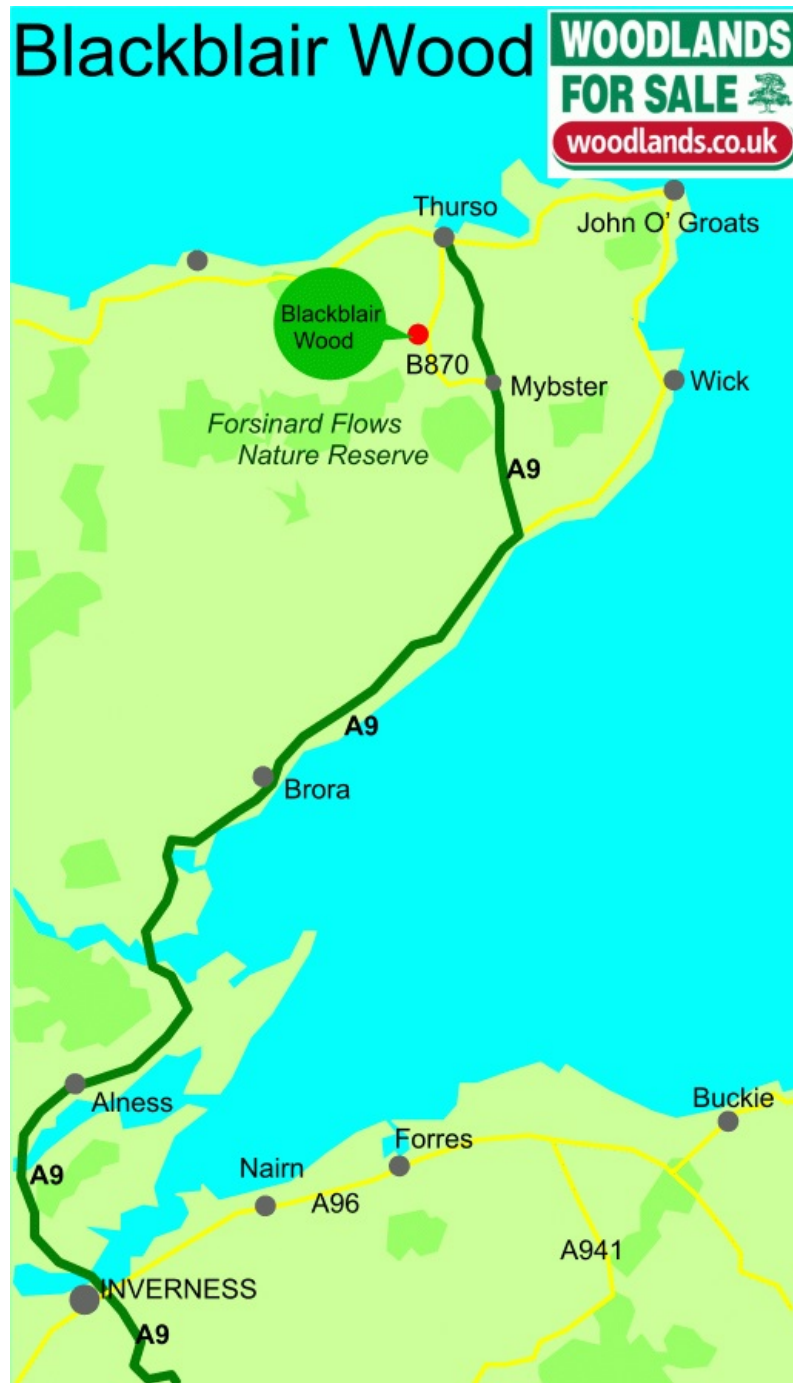 Blackblair Wood
WOODLANDS
FOR SALE
woodlands.co.uk
Thurso
John O' Groats
Blackblair
Wood
B870
Mybster
Wick
Forsinard Flows
Nature Reserve
A9
A9
Brora
Alness
Buckie
Forres
A9
Nairn
A96
A941
INVERNESS
A9